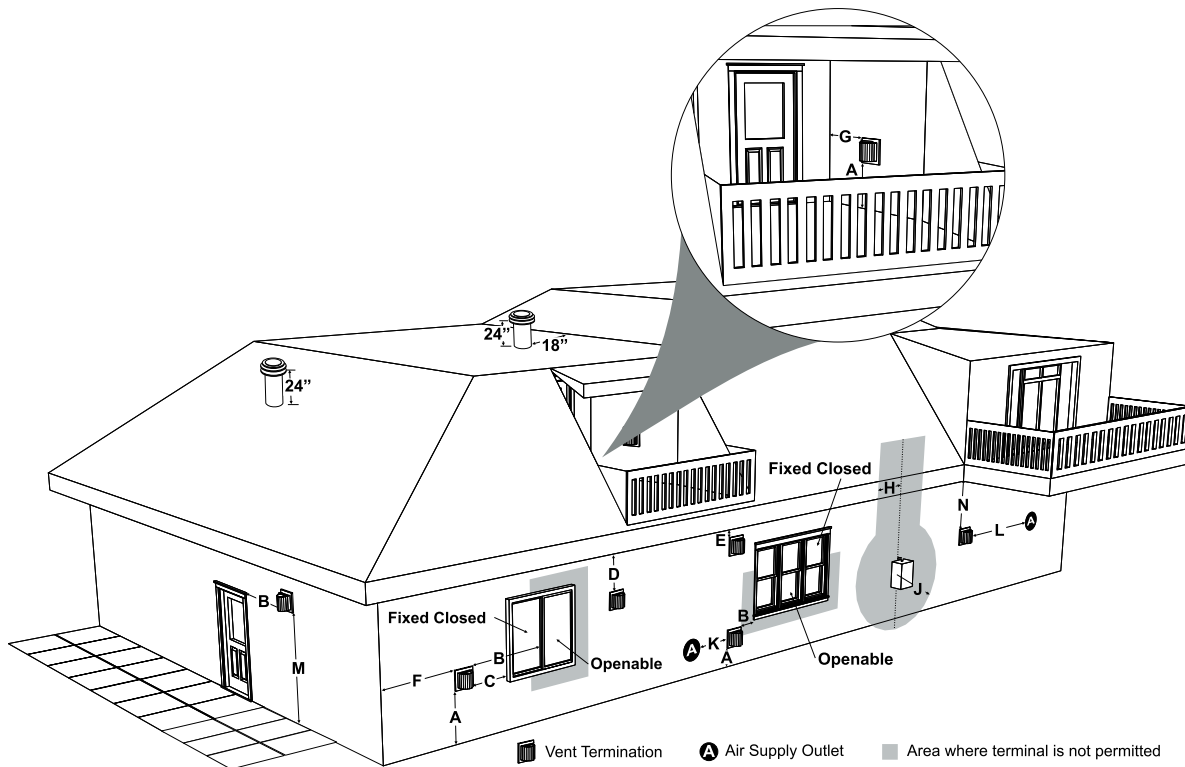 G
A
24”
18”
24”
Fixed Closed
H
N
L
A
E
D
B
Fixed Closed
J
B
K
A
A
M
B
Openable
Openable
F
C
A
Vent Termination
A Air Supply Outlet
Area where terminal is not permitted